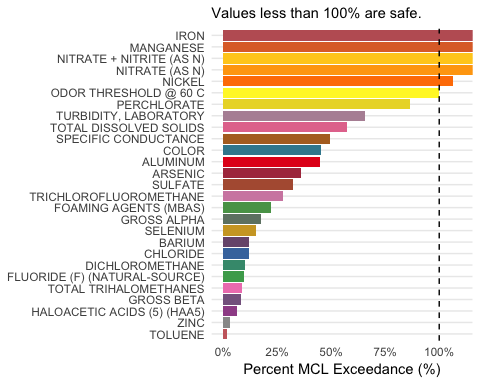 Values less than 100% are safe.
IRON
MANGANESE
NITRATE + NITRITE (AS N)
NITRATE (AS N)
NICKEL
ODOR THRESHOLD @ 60 C
PERCHLORATE
TURBIDITY, LABORATORY
TOTAL DISSOLVED SOLIDS
SPECIFIC CONDUCTANCE
COLOR
ALUMINUM
ARSENIC
SULFATE
TRICHLOROFLUOROMETHANE
FOAMING AGENTS (MBAS)
GROSS ALPHA
SELENIUM
BARIUM
CHLORIDE
DICHLOROMETHANE
FLUORIDE (F) (NATURAL-SOURCE)
TOTAL TRIHALOMETHANES
GROSS BETA
HALOACETIC ACIDS (5) (HAA5)
ZINC
TOLUENE
0% 25% 50% 75% 100%
Percent MCL Exceedance (%)